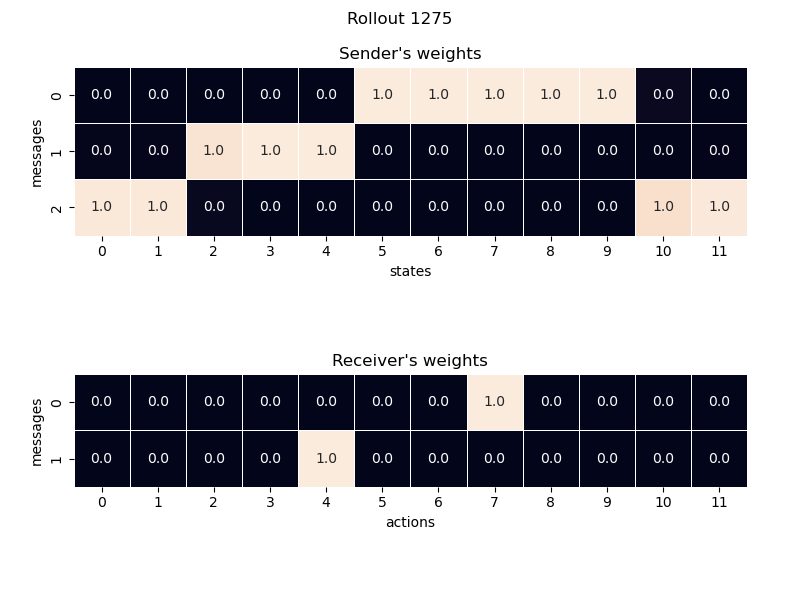 Rollout 1275
Sender's weights
0 0.0 0.0 0.0 0.0 0.0 1.0 1.0 1.0 1.0 1.0 0.0 0.0
1 0.0 0.0 1.0 1.0 1.0 0.0 0.0 0.0 0.0 0.0 0.0 0.0
2 1.0 1.0 0.0 0.0 0.0 0.0 0.0 0.0 0.0 0.0 1.0 1.0
messages
0 1 2 3 4 5 6 7 8 9 10 11
states
Receiver's weights
0 0.0 0.0 0.0 0.0 0.0 0.0 0.0 1.0 0.0 0.0 0.0 0.0
1 0.0 0.0 0.0 0.0 1.0 0.0 0.0 0.0 0.0 0.0 0.0 0.0
messages
0 1 2 3 4 5 6 7 8 9 10 11
actions